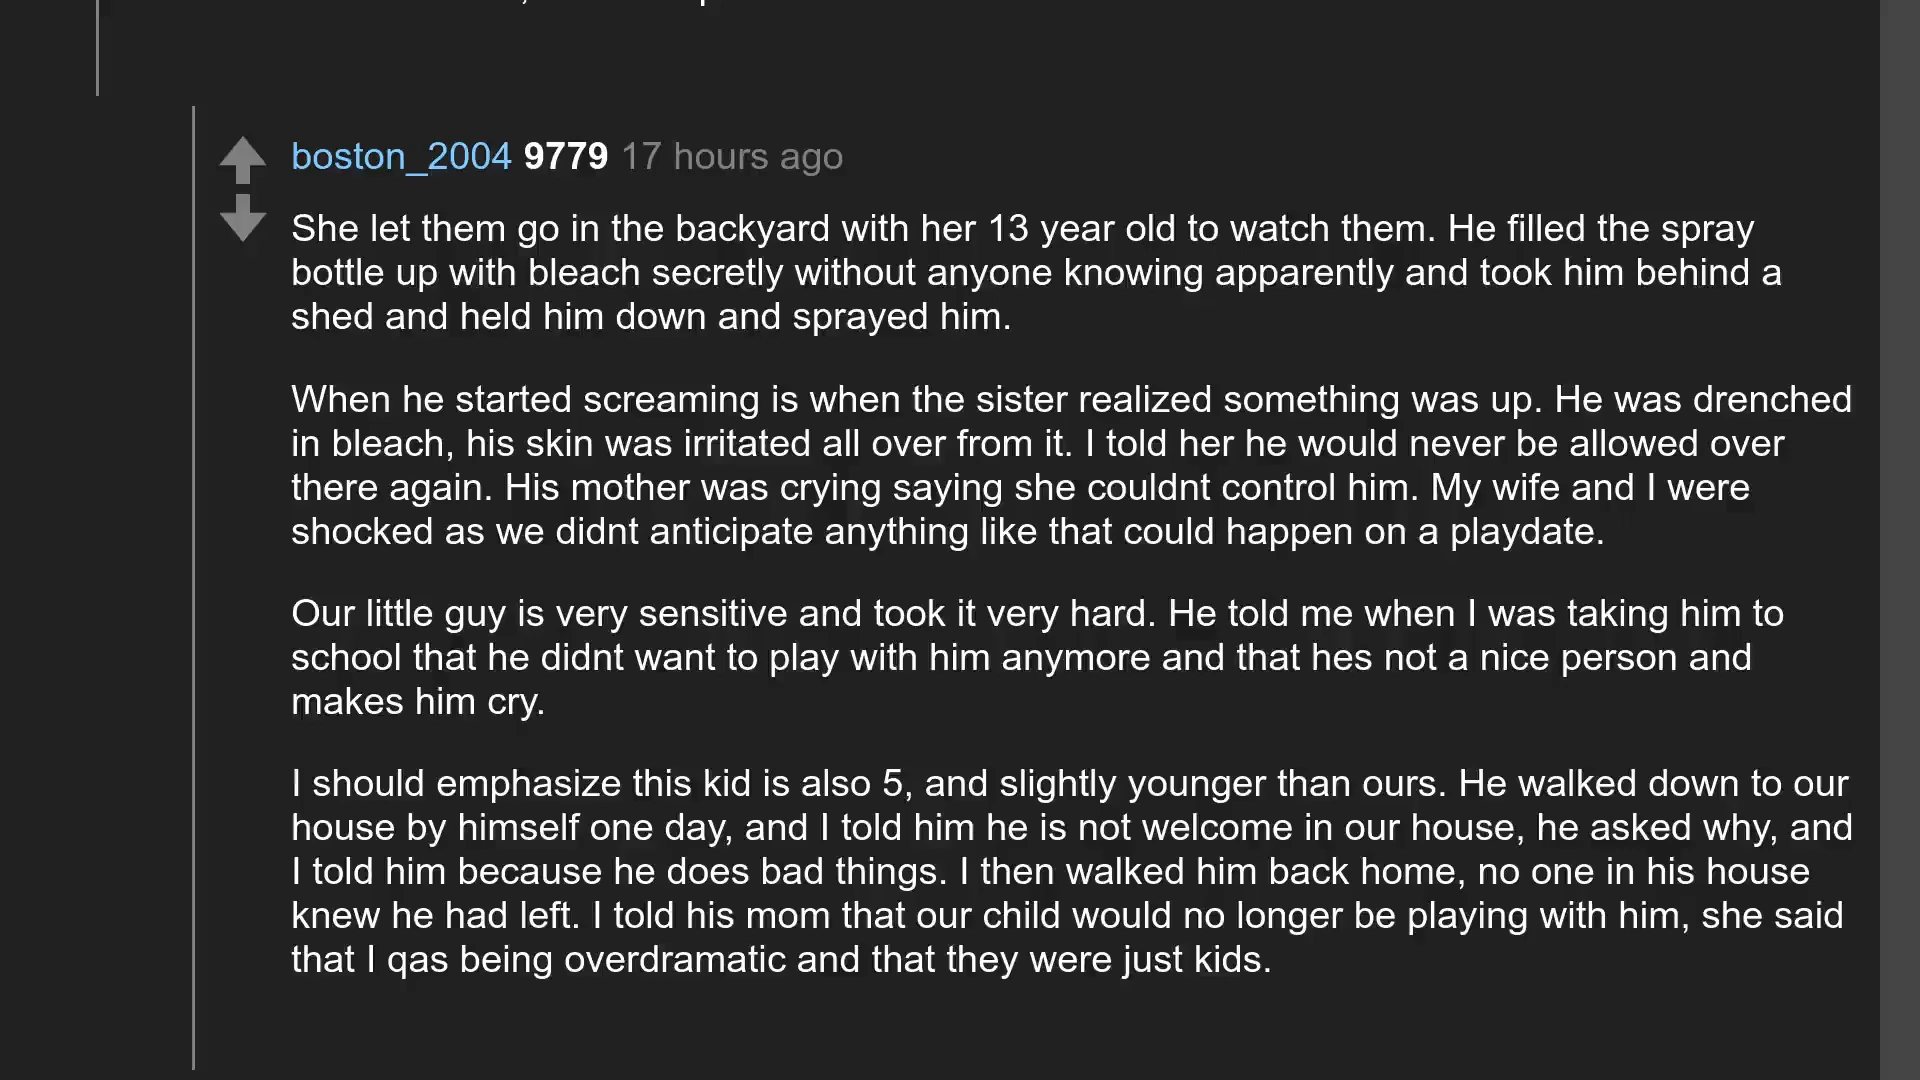 boston_2004 9779 17 hours ago
She let them go in the backyard with her 13 year old to watch them. He filled the spray
bottle up with bleach secretly without anyone knowing apparently and took him behind a
shed and held him down and sprayed him.
When he started screaming is when the sister realized something was up. He was drenched
in bleach, his skin was irritated all over from it. I told her he would never be allowed over
there again. His mother was crying saying she couldnt control him. My wife and I were
shocked as we didnt anticipate anything like that could happen on a playdate.
Our little guy is very sensitive and took it very hard. He told me when I was taking him to
school that he didnt want to play with him anymore and that hes not a nice person and
makes him cry.
I should emphasize this kid is also 5, and slightly younger than ours. He walked down to our
house by himself one day, and I told him he is not welcome in our house, he asked why, and
I told him because he does bad things. I then walked him back home, no one in his house
knew he had left. I told his mom that our child would no longer be playing with him, she said
that I qas being overdramatic and that they were just kids.